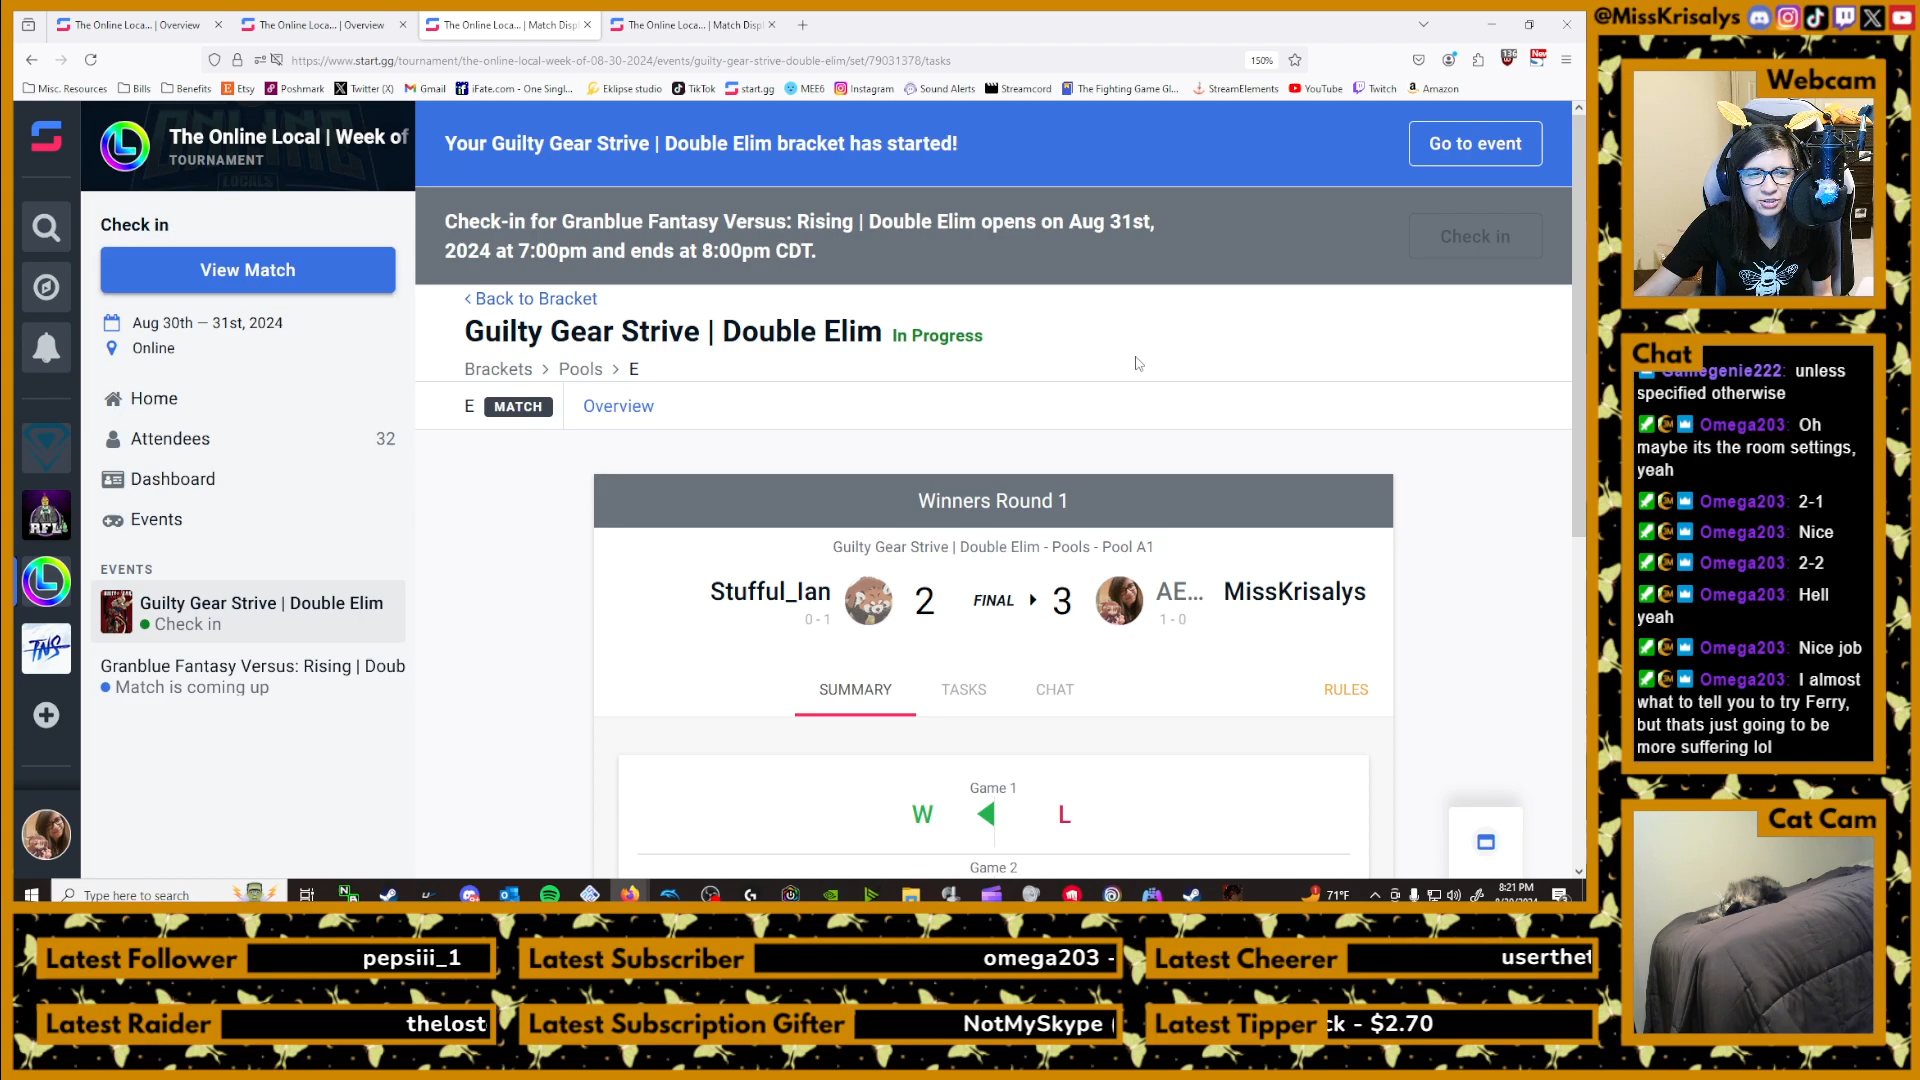 The Online Loca... | Overview
The Online Loca... | Overview
The Online Loca... | Match Disp
The Online Loca... | Match Displ
https://www.start.gg/tournament/the-online-local-week-of-08-30-2024/events/guilty-gear-strive-double-elim/set/79031378/tasks
150%
Misc. Resources Bills Benefits Etsy Poshmark Twitter (X) Gmail iFate.com - One Singl... Eklipse studio TikTok start.gg MEE6 Instagram Sound Alerts Streamcord The Fighting Game Gl... StreamElements YouTube Twitch Amazon
The Online Local | Week of
TOURNAMENT
Your Guilty Gear Strive | Double Elim bracket has started!
Go to event
Check-in for Granblue Fantasy Versus: Rising | Double Elim opens on Aug 31st,
2024 at 7:00pm and ends at 8:00pm CDT.
Check in
Check in
View Match
Aug 30th — 31st, 2024
Online
Home
Attendees 32
Dashboard
Events
EVENTS
Guilty Gear Strive | Double Elim
Check in
Granblue Fantasy Versus: Rising | Doub
Match is coming up
RFL
TNS
‹ Back to Bracket
Guilty Gear Strive | Double Elim In Progress
Brackets > Pools > E
E MATCH Overview
Winners Round 1
Guilty Gear Strive | Double Elim - Pools - Pool A1
Stufful_Ian 2 FINAL 3 AE... MissKrisalys
0 - 1 1 - 0
SUMMARY TASKS CHAT RULES
Game 1
W L
Game 2
Type here to search
71°F
8:21 PM
@MissKrisalys
Webcam
Chat
Gamegenie222: unless
specified otherwise
Omega203: Oh
maybe its the room settings,
yeah
Omega203: 2-1
Omega203: Nice
Omega203: 2-2
Omega203: Hell
yeah
Omega203: Nice job
Omega203: I almost
what to tell you to try Ferry,
but thats just going to be
more suffering lol
Cat Cam
Latest Follower pepsiii_1
Latest Subscriber omega203 -
Latest Cheerer userthet
Latest Raider thelost
Latest Subscription Gifter NotMySkype (
Latest Tipper ck - $2.70